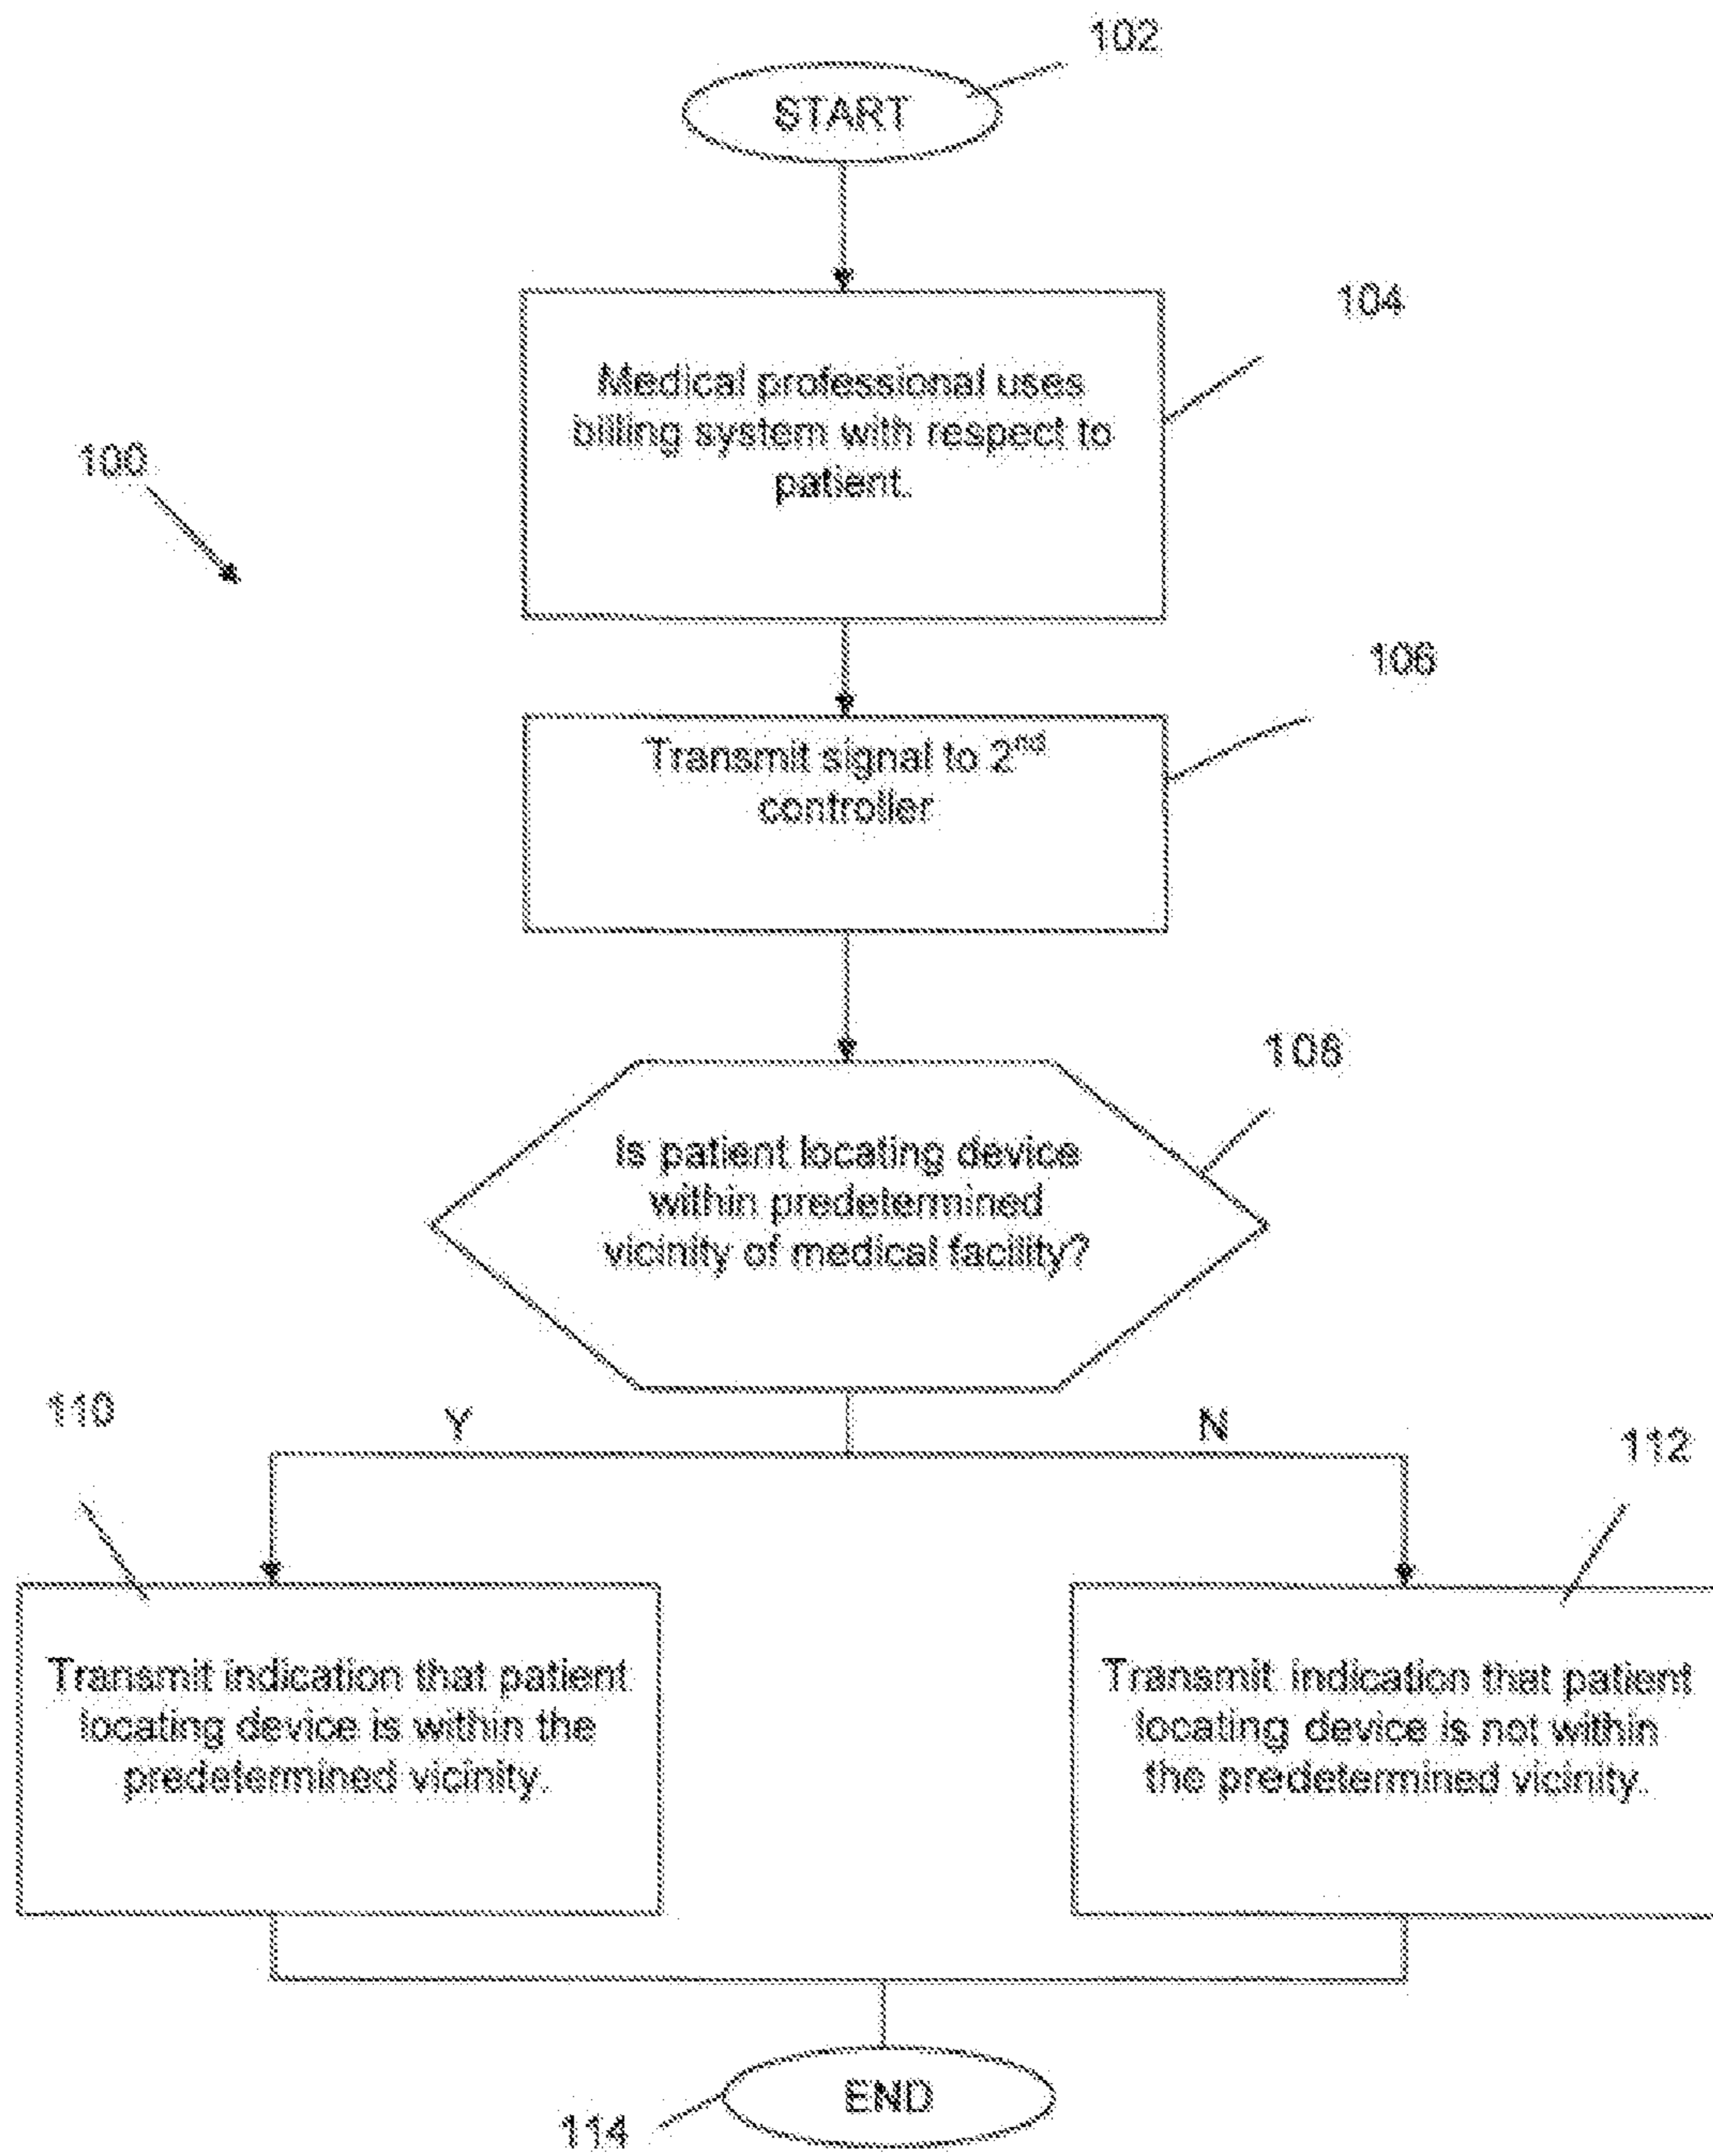 102
START
104
Medical professional uses
billing system with respect to
patient.
100
106
Transmit signal to 2nd
controller
108
Is patient locating device
within predetermined
vicinity of medical facility?
110
Y
N
112
Transmit indication that patient
locating device is within the
predetermined vicinity.
Transmit indication that patient
locating device is not within
the predetermined vicinity.
END
114